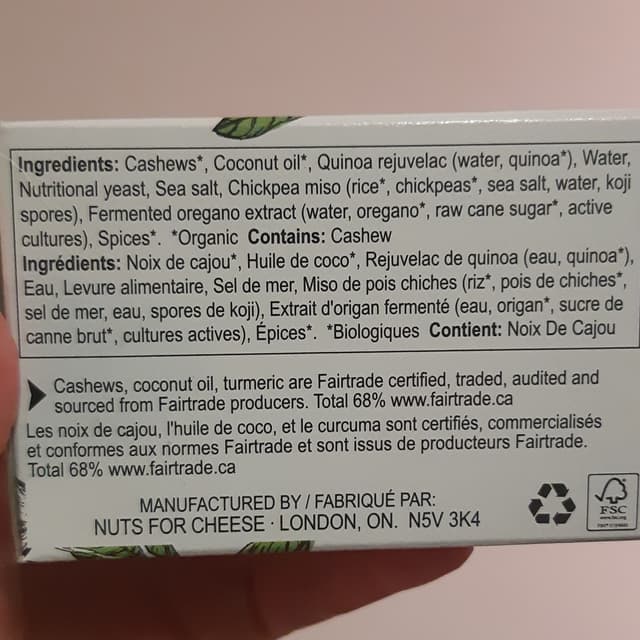 Ingredients: Cashews*, Coconut oil*, Quinoa rejuvelac (water, quinoa*), Water,
Nutritional yeast, Sea salt, Chickpea miso (rice*, chickpeas*, sea salt, water, koji
spores), Fermented oregano extract (water, oregano*, raw cane sugar*, active
cultures), Spices*. *Organic Contains: Cashew
Ingrédients: Noix de cajou*, Huile de coco*, Rejuvelac de quinoa (eau, quinoa*),
Eau, Levure alimentaire, Sel de mer, Miso de pois chiches (riz*, pois de chiches*,
sel de mer, eau, spores de koji), Extrait d'origan fermenté (eau, origan*, sucre de
canne brut*, cultures actives), Épices*. *Biologiques Contient: Noix De Cajou
Cashews, coconut oil, turmeric are Fairtrade certified, traded, audited and
sourced from Fairtrade producers. Total 68% www.fairtrade.ca
Les noix de cajou, l'huile de coco, et le curcuma sont certifiés, commercialisés
et conformes aux normes Fairtrade et sont issus de producteurs Fairtrade.
Total 68% www.fairtrade.ca
MANUFACTURED BY / FABRIQUÉ PAR:
NUTS FOR CHEESE · LONDON, ON. N5V 3K4
FSC